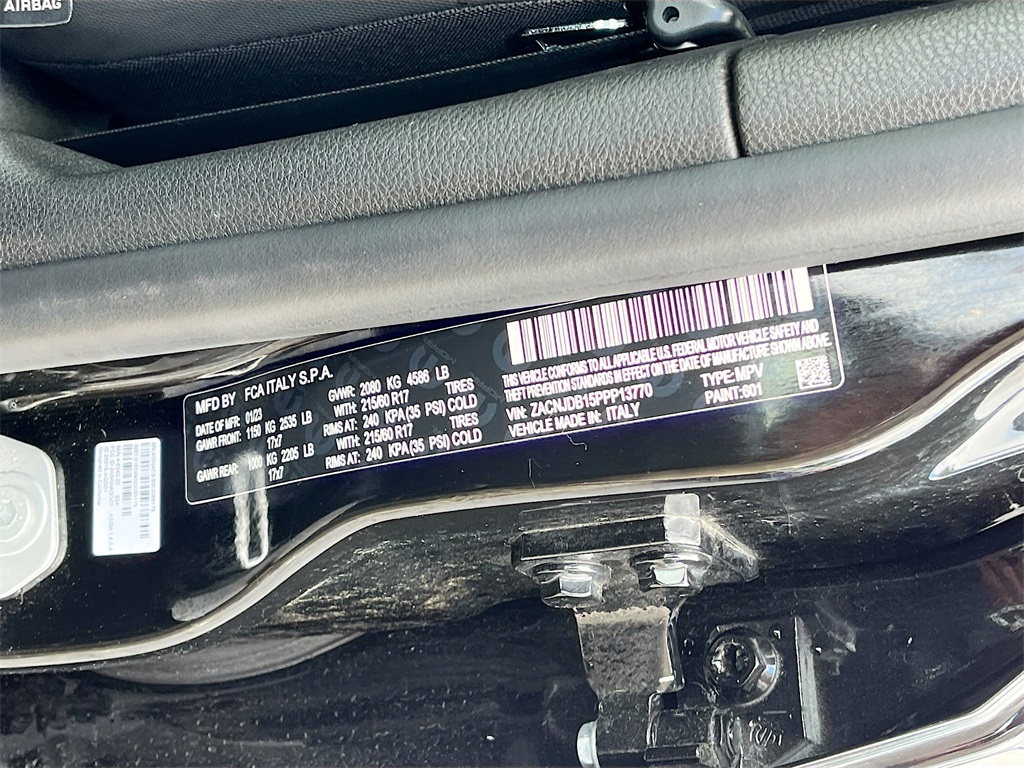 AIRBAG
MFD BY FCA ITALY S.P.A.
DATE OF MFR: 01/23 GVWR: 2080 KG 4586 LB
GAWR FRONT: 1150 KG 2535 LB WITH: 215/60 R17 TIRES
17x7 RIMS AT: 240 KPA(35 PSI) COLD
GAWR REAR: 1000 KG 2205 LB WITH: 215/60 R17 TIRES
17x7 RIMS AT: 240 KPA(35 PSI) COLD
THIS VEHICLE CONFORMS TO ALL APPLICABLE U.S. FEDERAL MOTOR VEHICLE SAFETY AND
THEFT PREVENTION STANDARDS IN EFFECT ON THE DATE OF MANUFACTURE SHOWN ABOVE.
VIN: ZACNJDB15PPP13770 TYPE: MPV
VEHICLE MADE IN: ITALY PAINT: 601